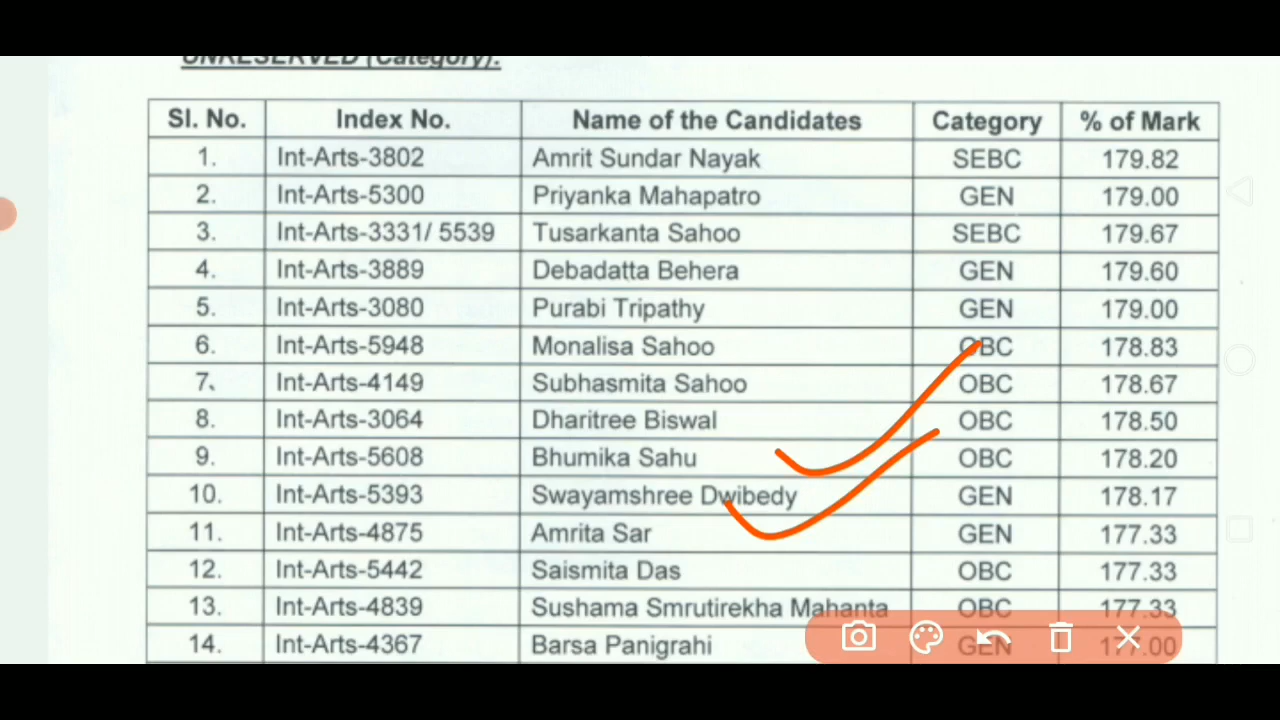 UNRESERVED (Category):
Sl. No. Index No. Name of the Candidates Category % of Mark
1. Int-Arts-3802 Amrit Sundar Nayak SEBC 179.82
2. Int-Arts-5300 Priyanka Mahapatro GEN 179.00
3. Int-Arts-3331/ 5539 Tusarkanta Sahoo SEBC 179.67
4. Int-Arts-3889 Debadatta Behera GEN 179.60
5. Int-Arts-3080 Purabi Tripathy GEN 179.00
6. Int-Arts-5948 Monalisa Sahoo OBC 178.83
7. Int-Arts-4149 Subhasmita Sahoo OBC 178.67
8. Int-Arts-3064 Dharitree Biswal OBC 178.50
9. Int-Arts-5608 Bhumika Sahu OBC 178.20
10. Int-Arts-5393 Swayamshree Dwibedy GEN 178.17
11. Int-Arts-4875 Amrita Sar GEN 177.33
12. Int-Arts-5442 Saismita Das OBC 177.33
13. Int-Arts-4839 Sushama Smrutirekha Mahanta OBC 177.33
14. Int-Arts-4367 Barsa Panigrahi GEN 177.00